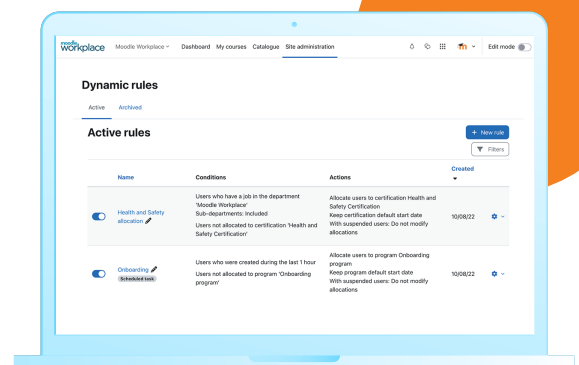 moodle
workplace
Moodle Workplace
Dashboard My courses Catalogue Site administration
Edit mode
Dynamic rules
Active Archived
Active rules
+ New rule
Filters
Name Conditions Actions Created
Health and Safety
allocation
Users who have a job in the department
'Moodle Workplace'
Sub-departments: Included
Users not allocated to certification 'Health and
Safety Certification'
Allocate users to certification Health and
Safety Certification
Keep certification default start date
With suspended users: Do not modify
allocations
10/08/22
Onboarding
Scheduled task
Users who were created during the last 1 hour
Users not allocated to program 'Onboarding
program'
Allocate users to program Onboarding
program
Keep program default start date
With suspended users: Do not modify
allocations
10/08/22